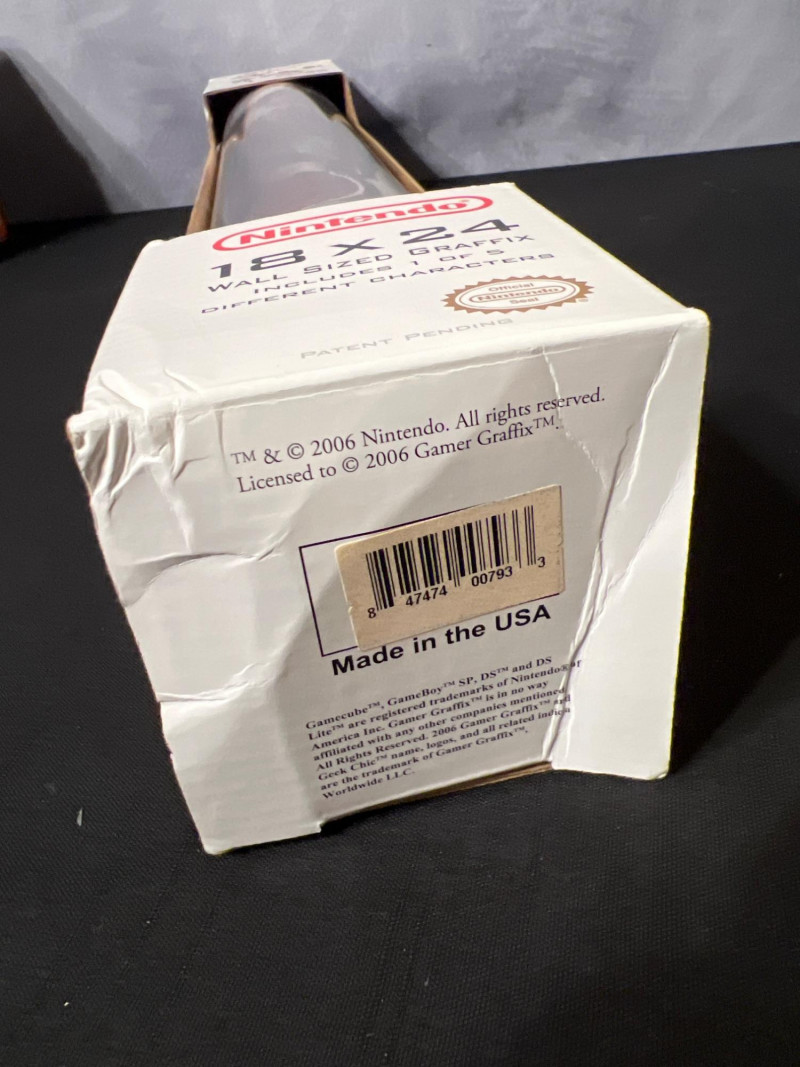 Nintendo
18 X 24
WALL SIZED GRAFFIX
INCLUDES 1 OF 5
DIFFERENT CHARACTERS
Official
Nintendo
Seal
PATENT PENDING
TM & © 2006 Nintendo. All rights reserved.
Licensed to © 2006 Gamer Graffix™.
8 47474 00793 3
Made in the USA
Gamecube™, GameBoy™ SP, DS™ and DS
Lite™ are registered trademarks of Nintendo® of
America Inc. Gamer Graffix™ is in no way
affiliated with any other companies mentioned.
All Rights Reserved. 2006 Gamer Graffix™ and
Geek Chic™ name, logos, and all related indicia
are the trademark of Gamer Graffix™,
Worldwide LLC.